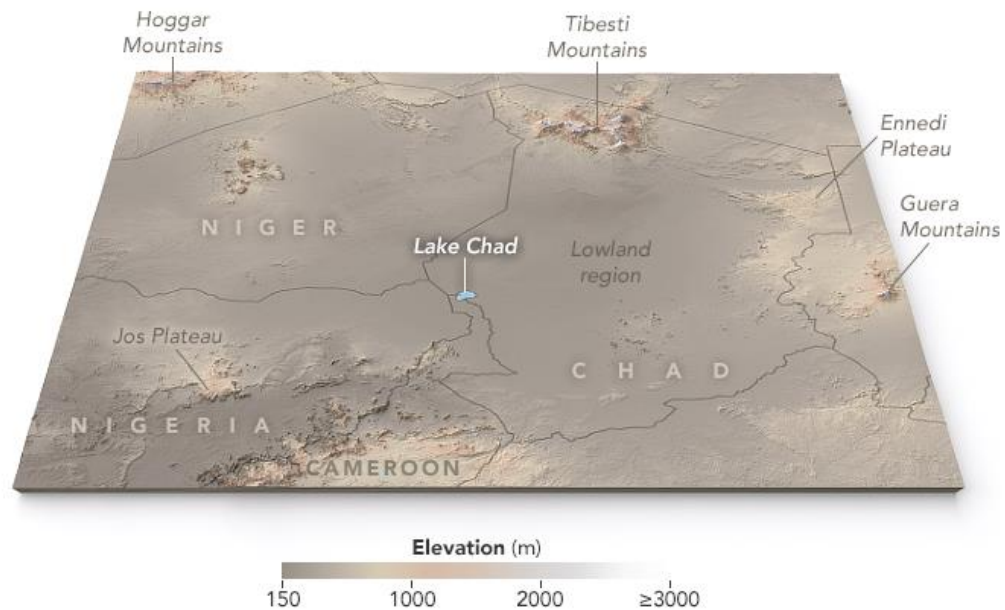 Hoggar
Mountains
Tibesti
Mountains
Ennedi
Plateau
Guera
Mountains
NIGER
Lake Chad
Lowland
region
Jos Plateau
CHAD
NIGERIA
CAMEROON
Elevation (m)
150 1000 2000 ≥3000